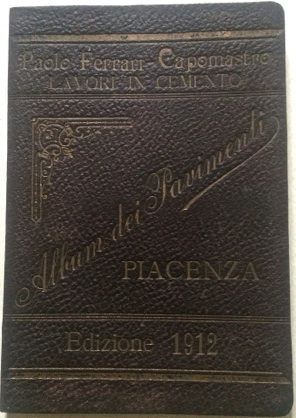 Paolo Ferrari - Capomastro
LAVORI IN CEMENTO
Album dei Pavimenti
PIACENZA
Edizione 1912